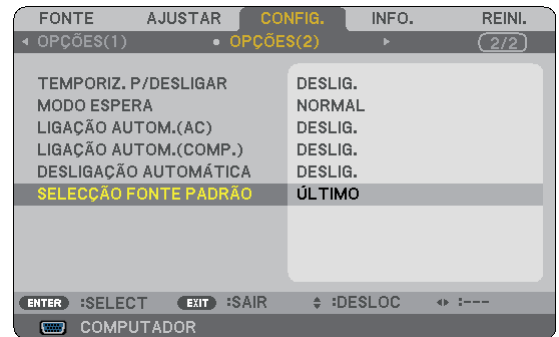 FONTE AJUSTAR CONFIG. INFO. REINI.
OPÇÕES(1) OPÇÕES(2) 2/2
TEMPORIZ. P/DESLIGAR DESLIG.
MODO ESPERA NORMAL
LIGAÇÃO AUTOM.(AC) DESLIG.
LIGAÇÃO AUTOM.(COMP.) DESLIG.
DESLIGAÇÃO AUTOMÁTICA DESLIG.
SELECÇÃO FONTE PADRÃO ÚLTIMO
ENTER :SELECT EXIT :SAIR :DESLOC :---
COMPUTADOR